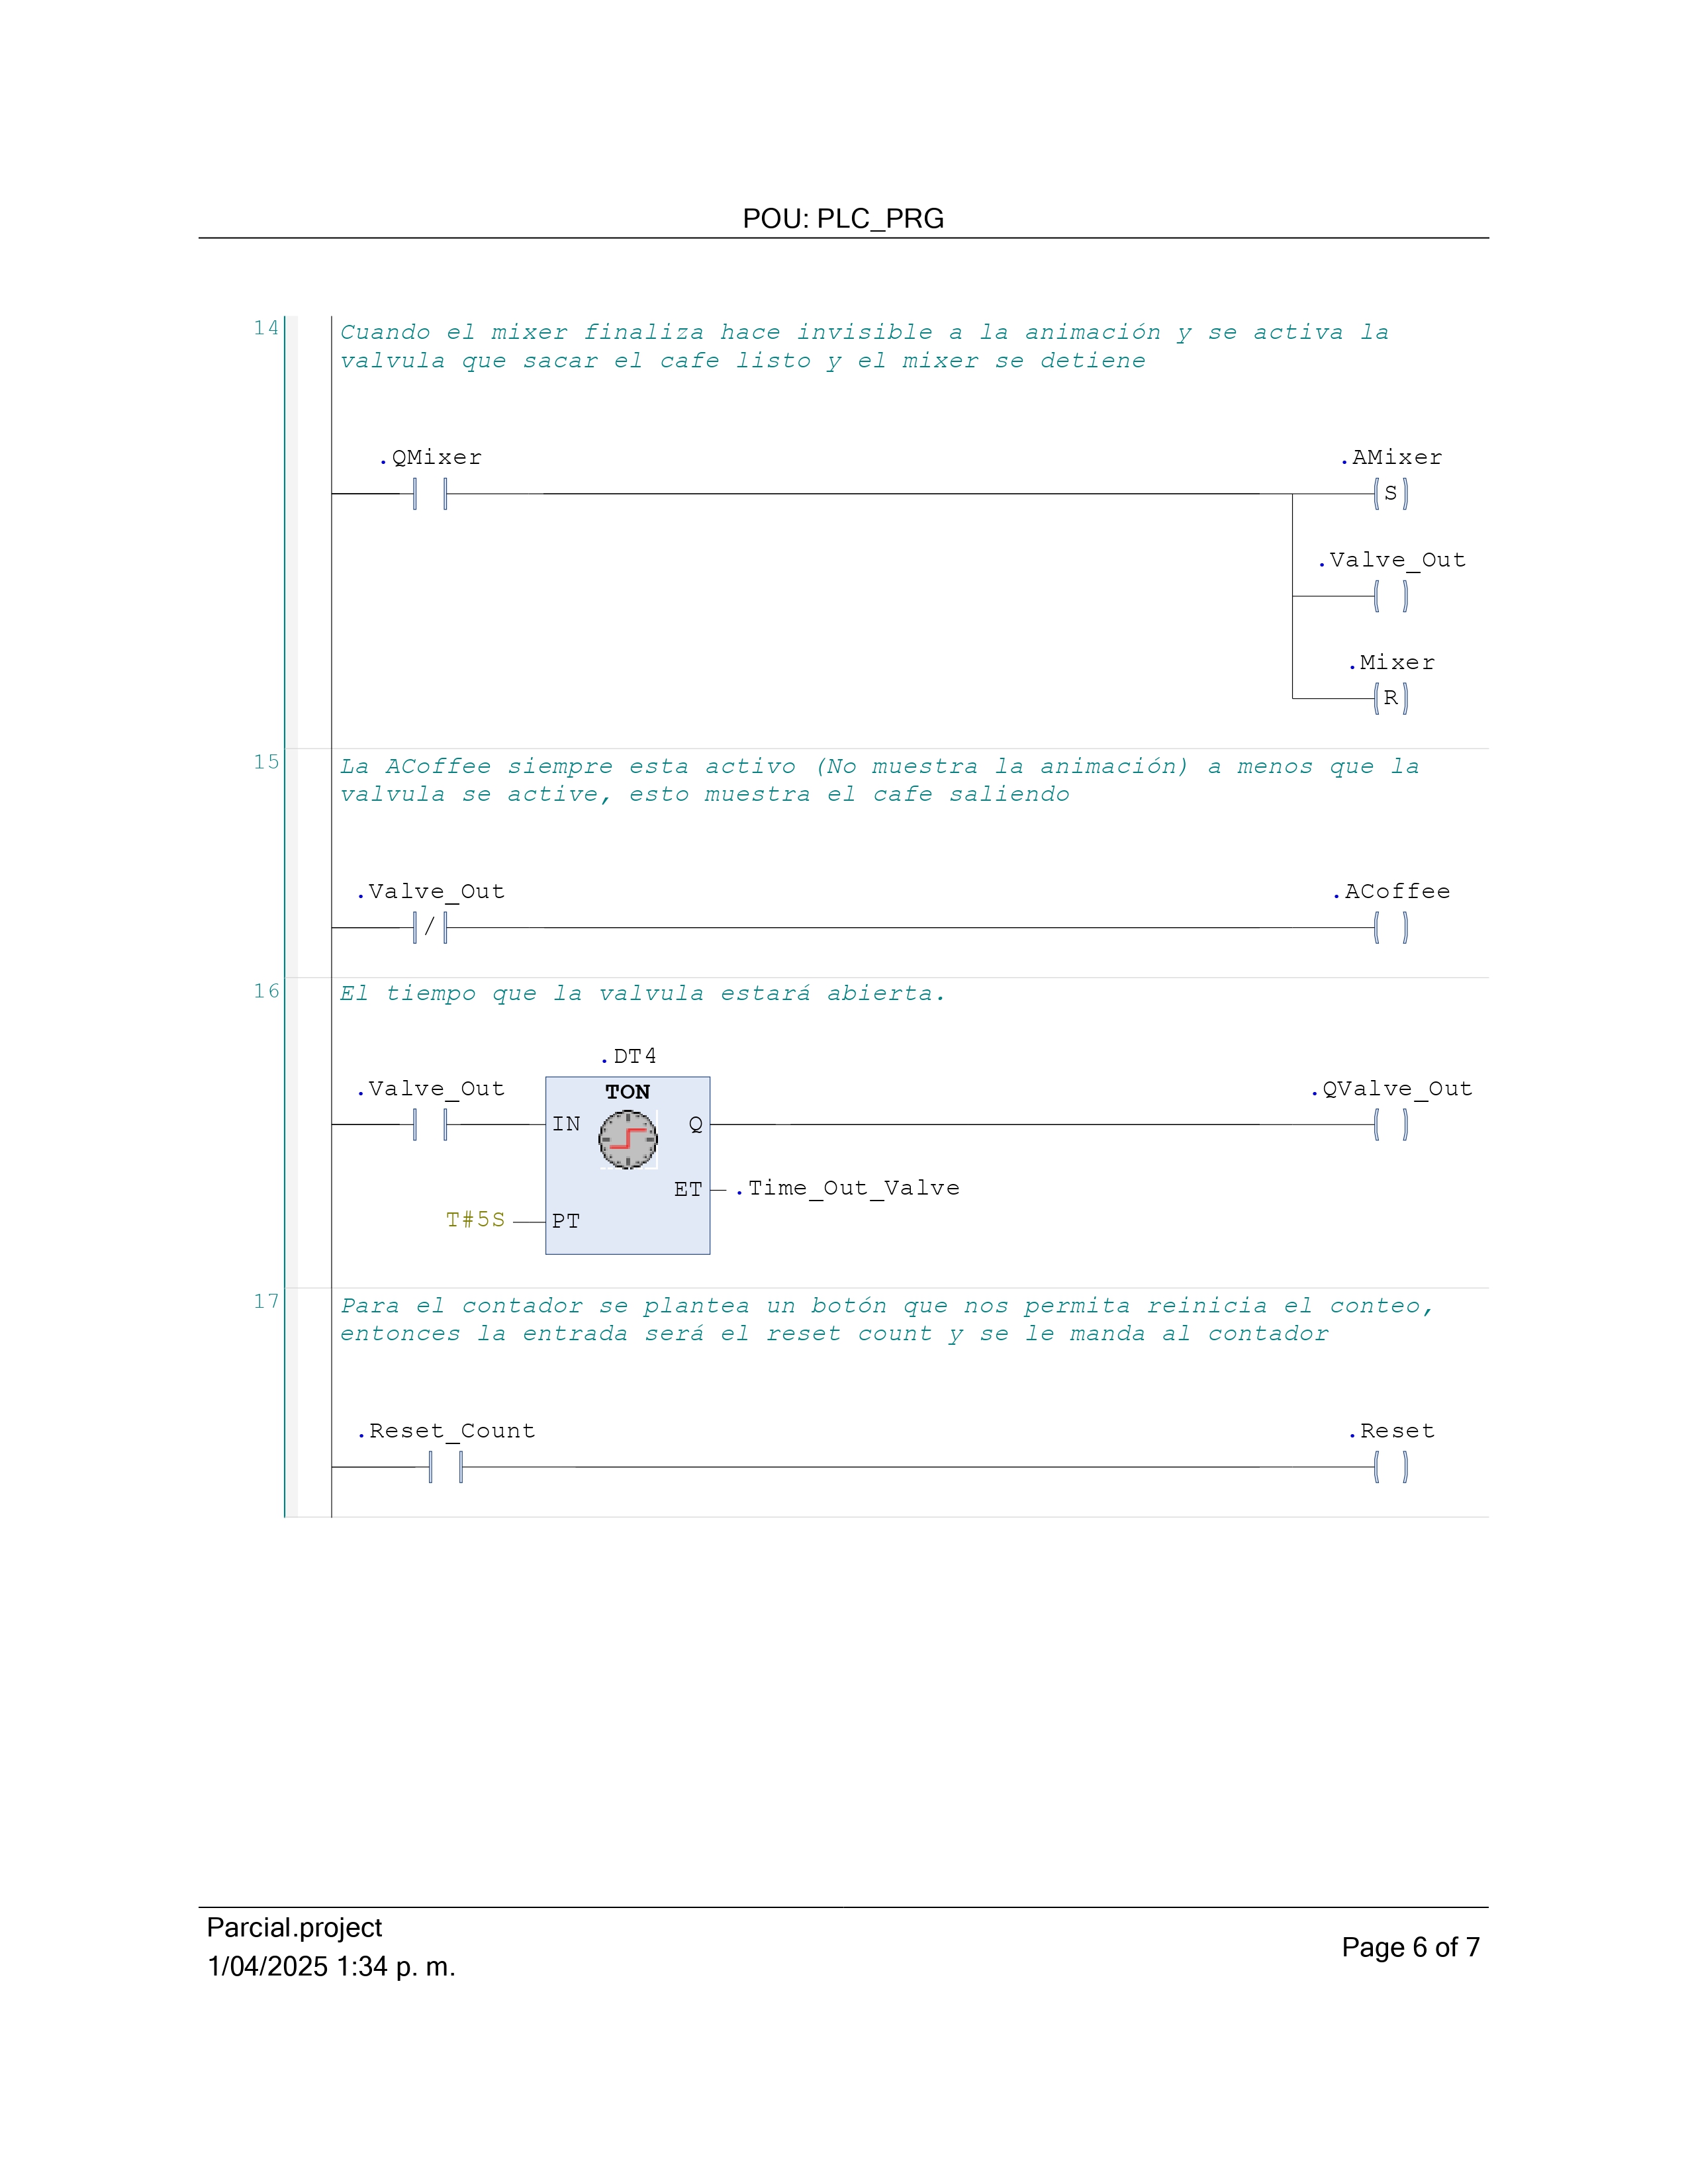 POU: PLC_PRG
14
Cuando el mixer finaliza hace invisible a la animación y se activa la
valvula que sacar el cafe listo y el mixer se detiene
.QMixer
.AMixer
S
.Valve_Out
.Mixer
R
15
La ACoffee siempre esta activo (No muestra la animación) a menos que la
valvula se active, esto muestra el cafe saliendo
.Valve_Out
.ACoffee
/
16
El tiempo que la valvula estará abierta.
.DT4
.Valve_Out
TON
.QValve_Out
IN
Q
ET
.Time_Out_Valve
T#5S
PT
17
Para el contador se plantea un botón que nos permita reinicia el conteo,
entonces la entrada será el reset count y se le manda al contador
.Reset_Count
.Reset
Parcial.project
1/04/2025 1:34 p. m.
Page 6 of 7